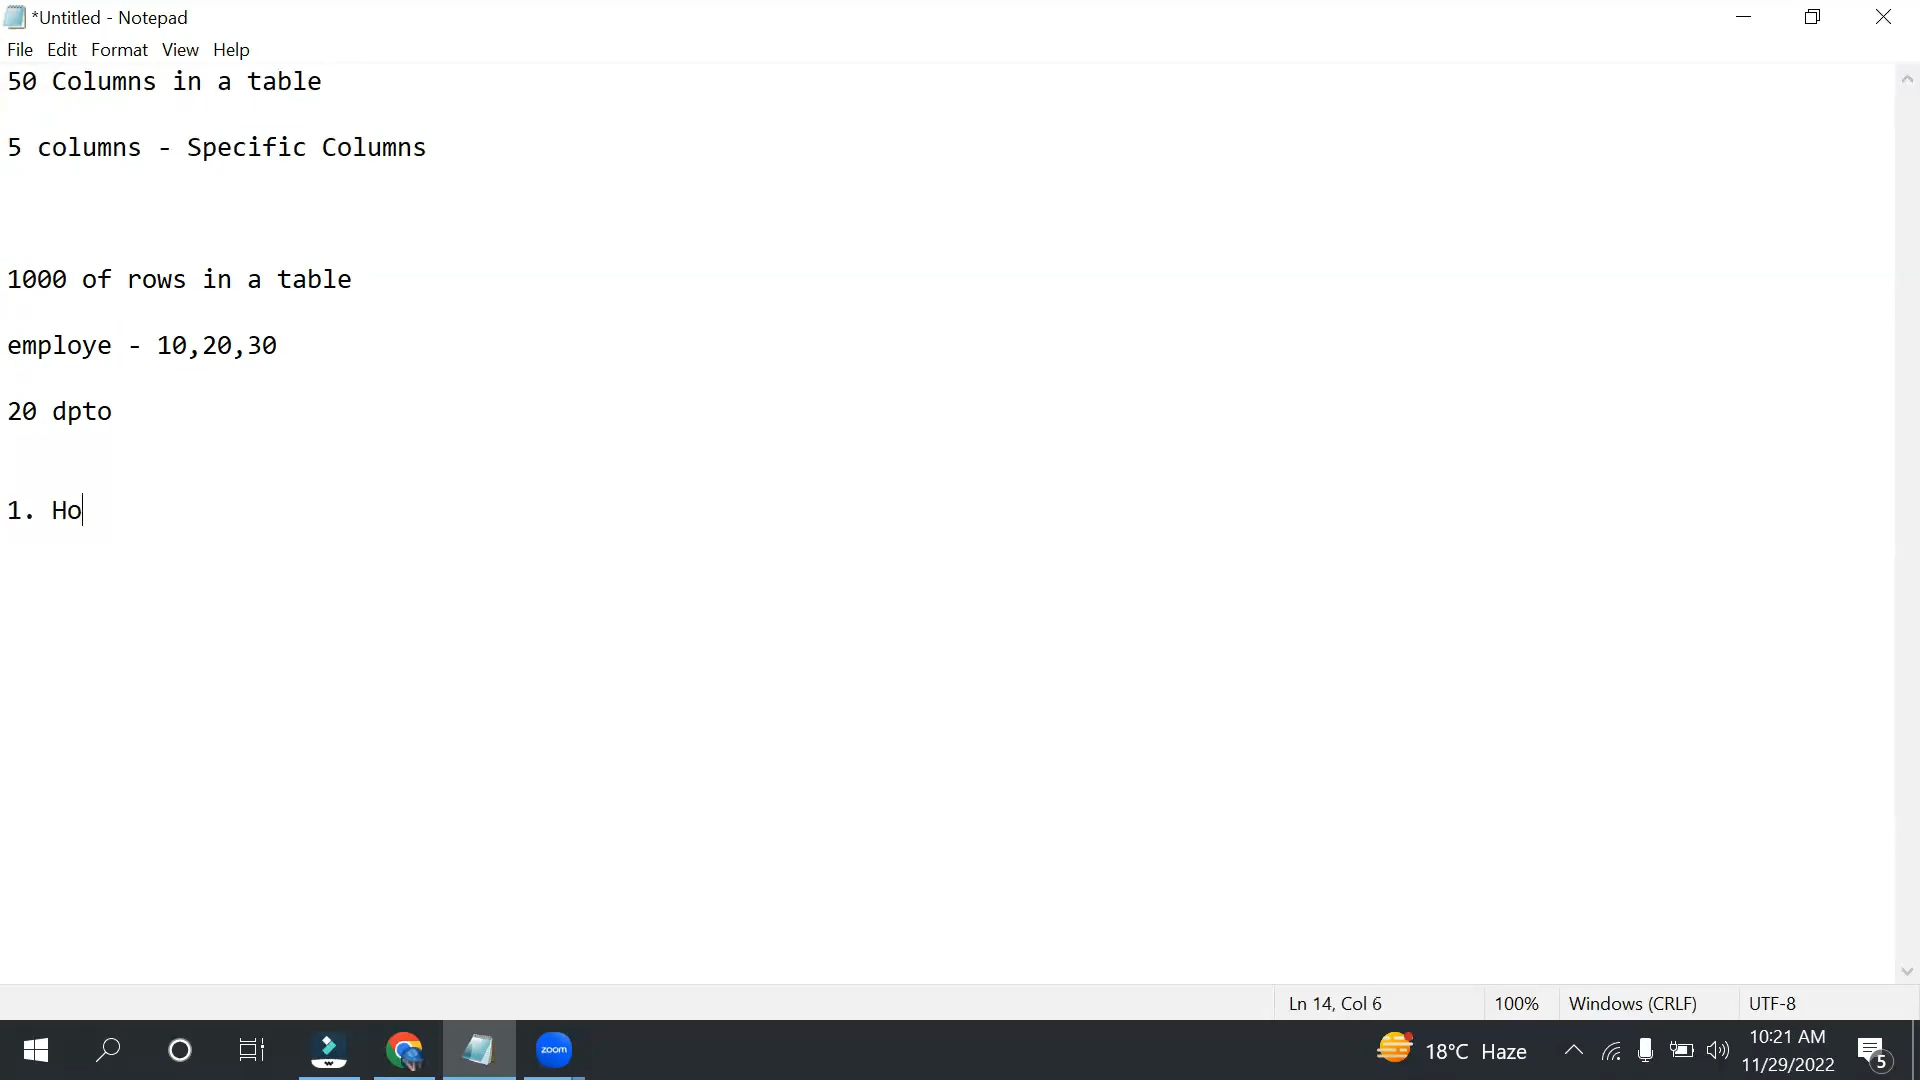 *Untitled - Notepad
File Edit Format View Help
50 Columns in a table
5 columns - Specific Columns
1000 of rows in a table
employe - 10,20,30
20 dpto
1. Ho
Ln 14, Col 6 100% Windows (CRLF) UTF-8
zoom
18°C Haze
10:21 AM
11/29/2022
5